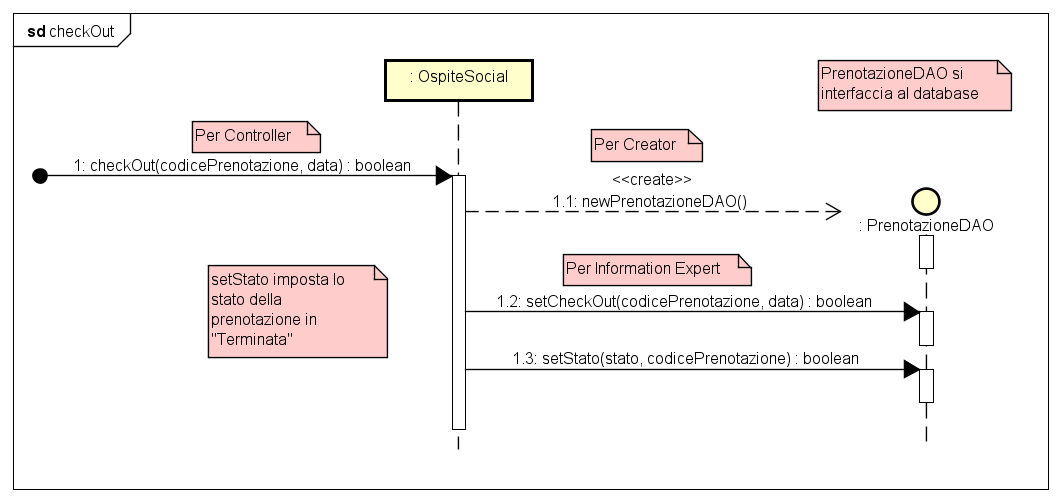 sd checkOut
: OspiteSocial
PrenotazioneDAO si
interfaccia al database
Per Controller
Per Creator
1: checkOut(codicePrenotazione, data) : boolean
<<create>>
1.1: newPrenotazioneDAO()
: PrenotazioneDAO
Per Information Expert
setStato imposta lo
stato della
prenotazione in
"Terminata"
1.2: setCheckOut(codicePrenotazione, data) : boolean
1.3: setStato(stato, codicePrenotazione) : boolean